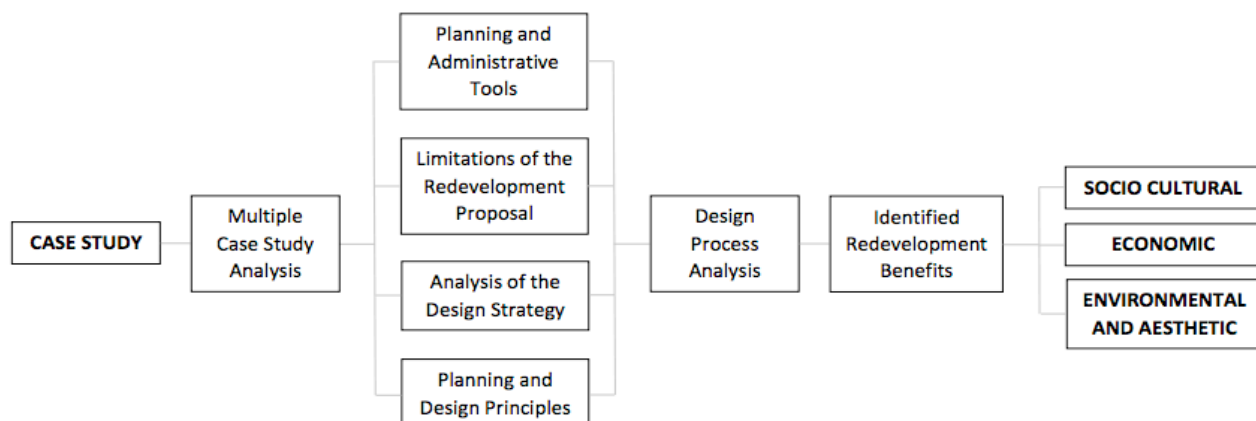 CASE STUDY
Multiple
Case Study
Analysis
Planning and
Administrative
Tools
Limitations of the
Redevelopment
Proposal
Analysis of the
Design Strategy
Planning and
Design Principles
Design
Process
Analysis
Identified
Redevelopment
Benefits
SOCIO CULTURAL
ECONOMIC
ENVIRONMENTAL
AND AESTHETIC